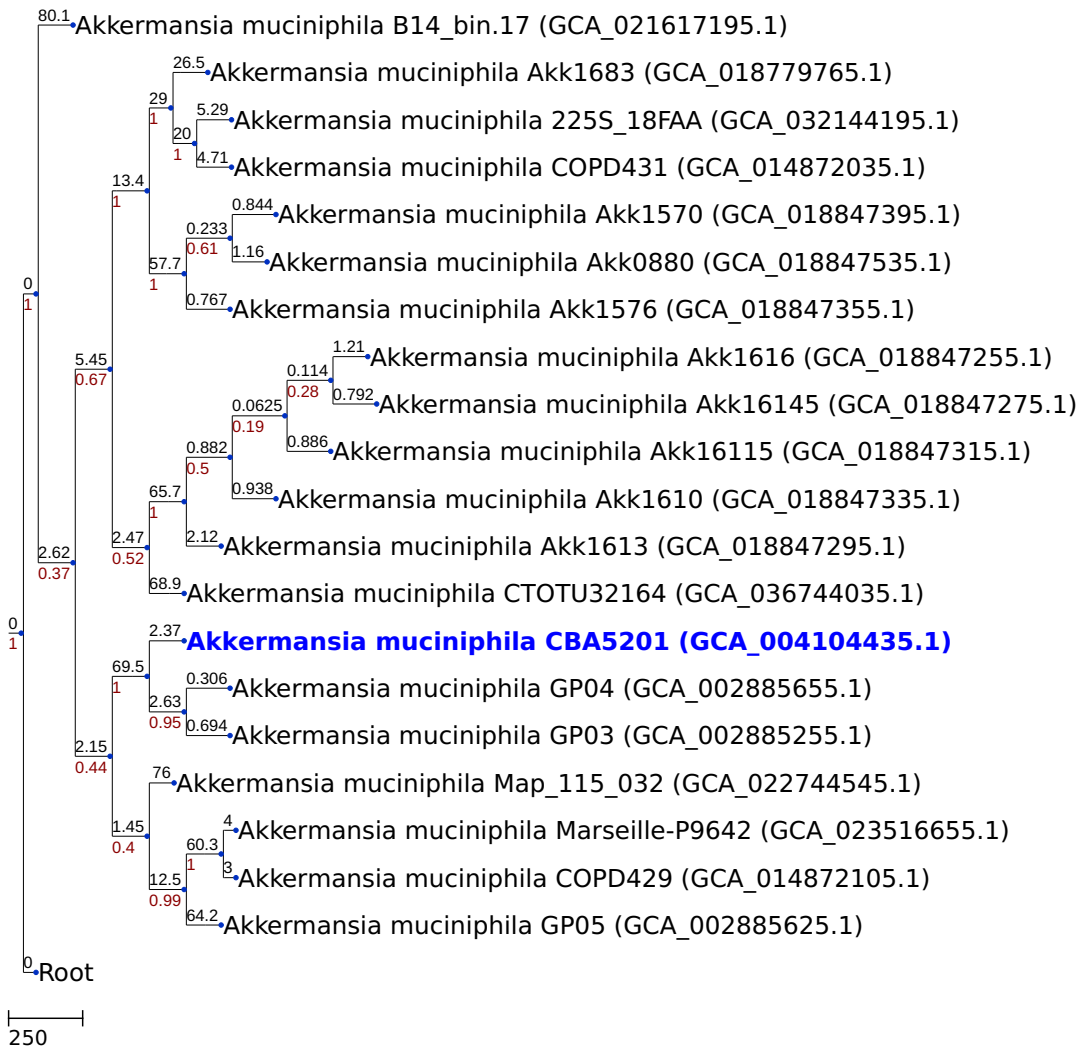 80.1
Akkermansia muciniphila B14_bin.17 (GCA_021617195.1)
26.5
Akkermansia muciniphila Akk1683 (GCA_018779765.1)
29
1
5.29
Akkermansia muciniphila 225S_18FAA (GCA_032144195.1)
20
1
4.71
Akkermansia muciniphila COPD431 (GCA_014872035.1)
13.4
1
0.844
Akkermansia muciniphila Akk1570 (GCA_018847395.1)
0.233
0.61
1.16
Akkermansia muciniphila Akk0880 (GCA_018847535.1)
57.7
1
0.767
Akkermansia muciniphila Akk1576 (GCA_018847355.1)
0
1
1.21
Akkermansia muciniphila Akk1616 (GCA_018847255.1)
5.45
0.67
0.114
0.28
0.792
Akkermansia muciniphila Akk16145 (GCA_018847275.1)
0.0625
0.19
0.886
Akkermansia muciniphila Akk16115 (GCA_018847315.1)
0.882
0.5
0.938
Akkermansia muciniphila Akk1610 (GCA_018847335.1)
65.7
1
2.12
Akkermansia muciniphila Akk1613 (GCA_018847295.1)
2.47
0.52
2.62
0.37
68.9
Akkermansia muciniphila CTOTU32164 (GCA_036744035.1)
0
1
2.37
Akkermansia muciniphila CBA5201 (GCA_004104435.1)
69.5
1
0.306
Akkermansia muciniphila GP04 (GCA_002885655.1)
2.63
0.95
0.694
Akkermansia muciniphila GP03 (GCA_002885255.1)
2.15
0.44
76
Akkermansia muciniphila Map_115_032 (GCA_022744545.1)
4
Akkermansia muciniphila Marseille-P9642 (GCA_023516655.1)
1.45
0.4
60.3
1
3
Akkermansia muciniphila COPD429 (GCA_014872105.1)
12.5
0.99
64.2
Akkermansia muciniphila GP05 (GCA_002885625.1)
0
Root
250